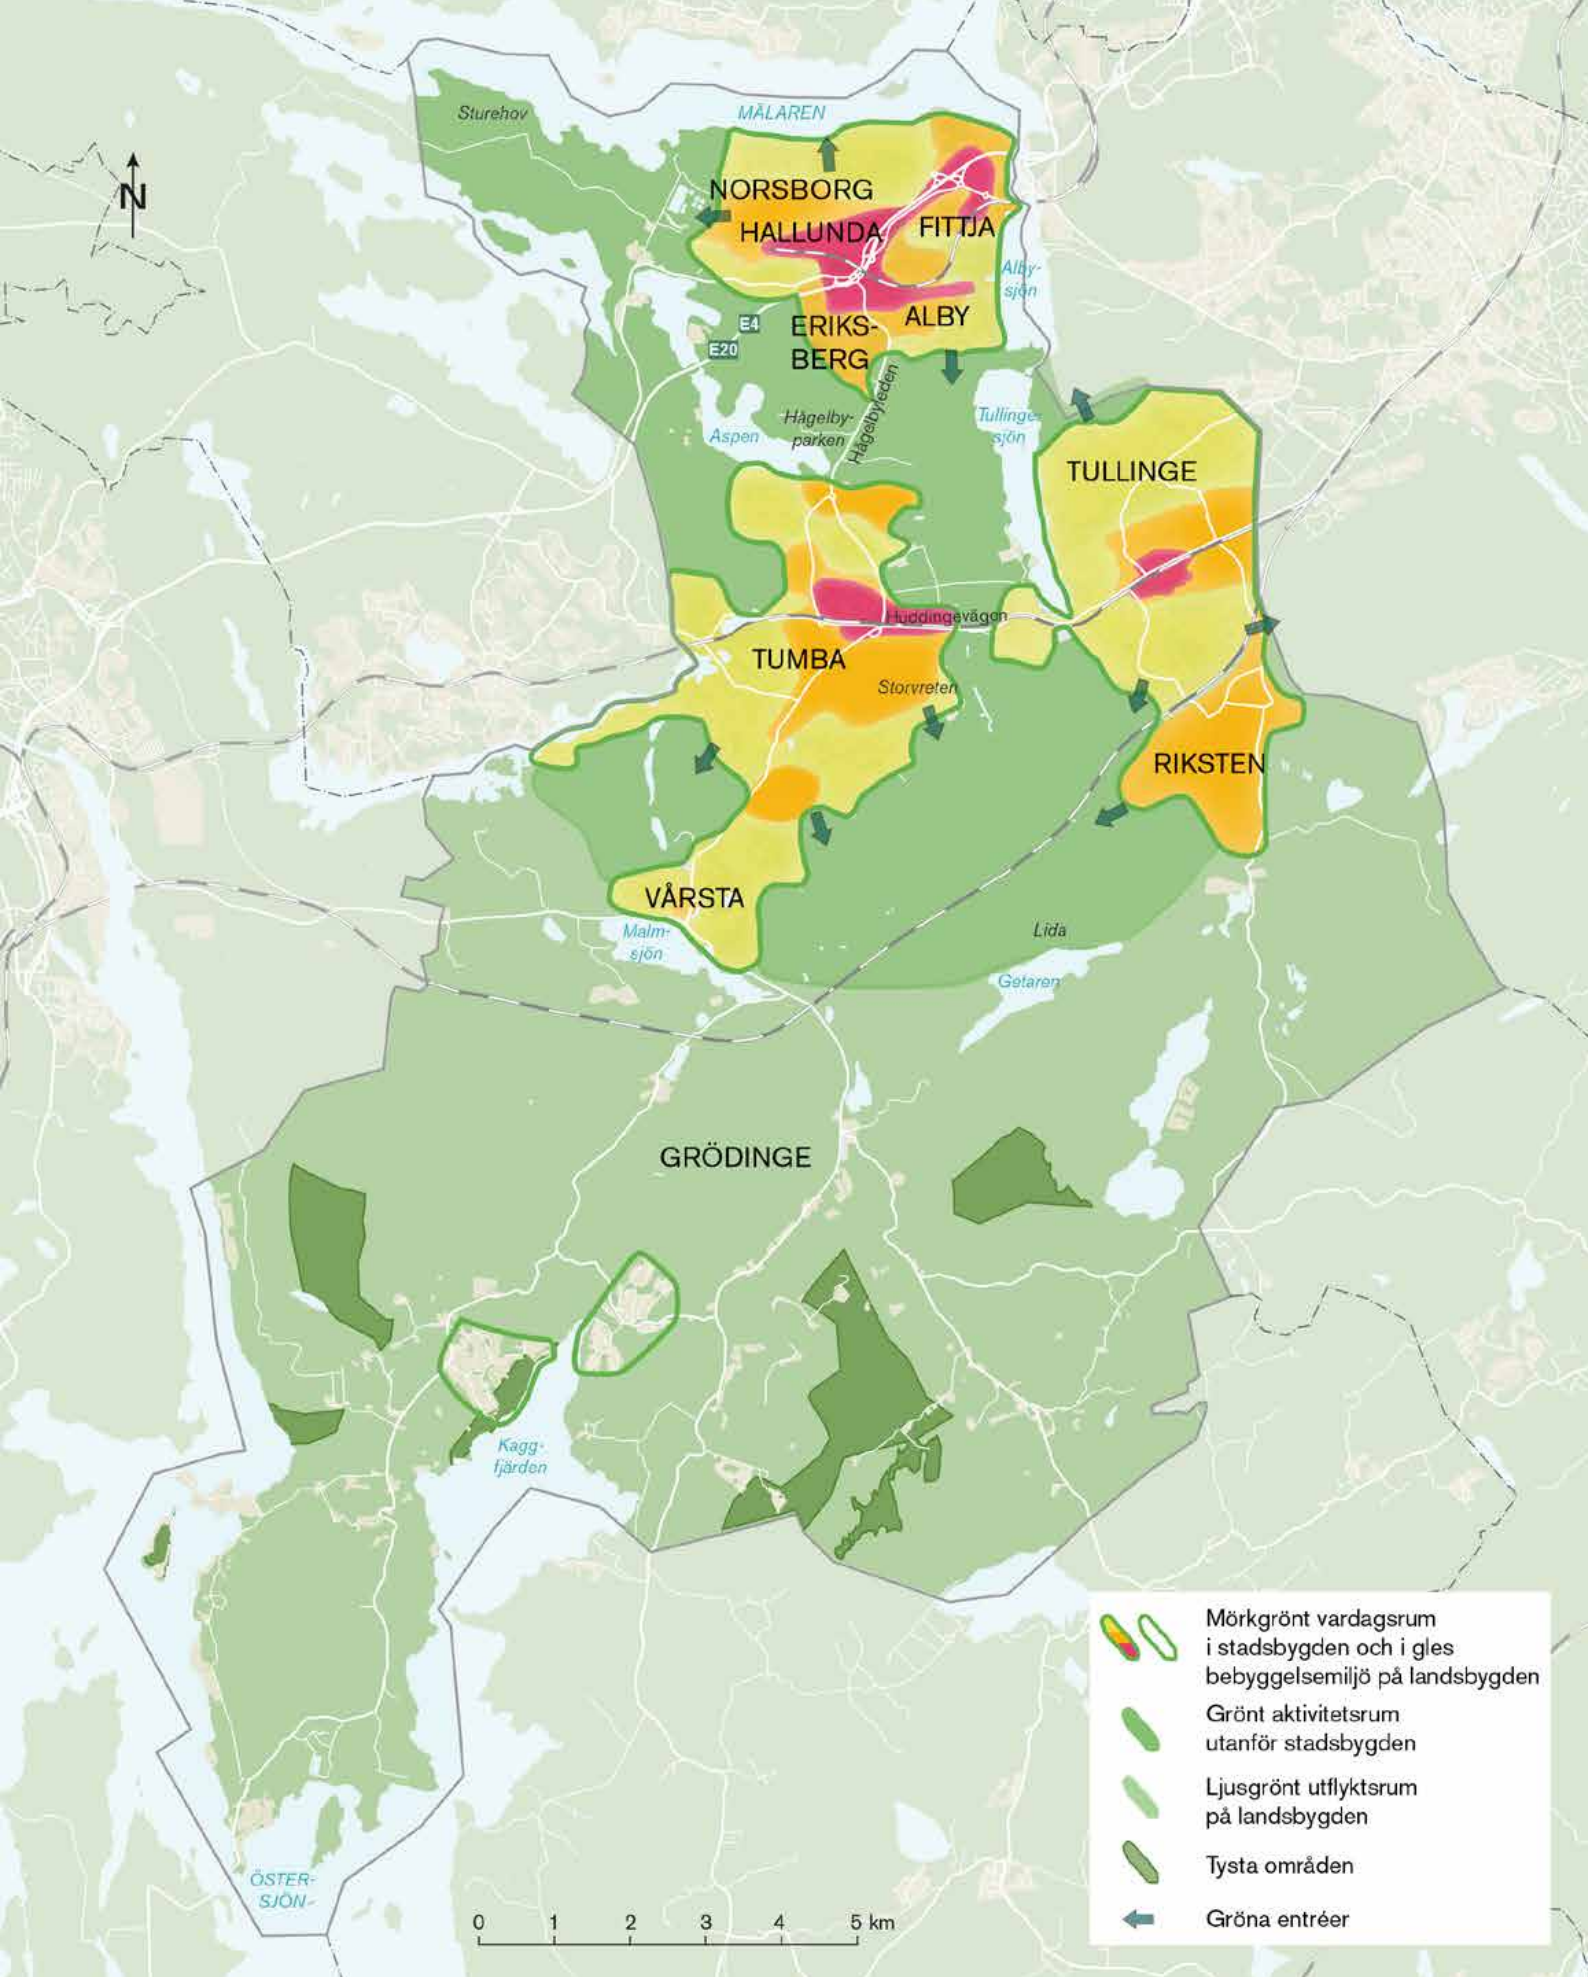 Sturehov
MÄLAREN
N
NORSBORG
HALLUNDA
FITTJA
Alby-
sjön
E4
E20
ERIKS-
BERG
ALBY
Hågelbyleden
Hågelby-
parken
Aspen
Tullinge-
sjön
TULLINGE
Huddingevägen
TUMBA
Storvreten
RIKSTEN
VÅRSTA
Malm-
sjön
Lida
Getaren
GRÖDINGE
Kagg-
fjärden
ÖSTER-
SJÖN
0 1 2 3 4 5 km
Mörkgrönt vardagsrum
i stadsbygden och i gles
bebyggelsemiljö på landsbygden
Grönt aktivitetsrum
utanför stadsbygden
Ljusgrönt utflyktsrum
på landsbygden
Tysta områden
Gröna entréer